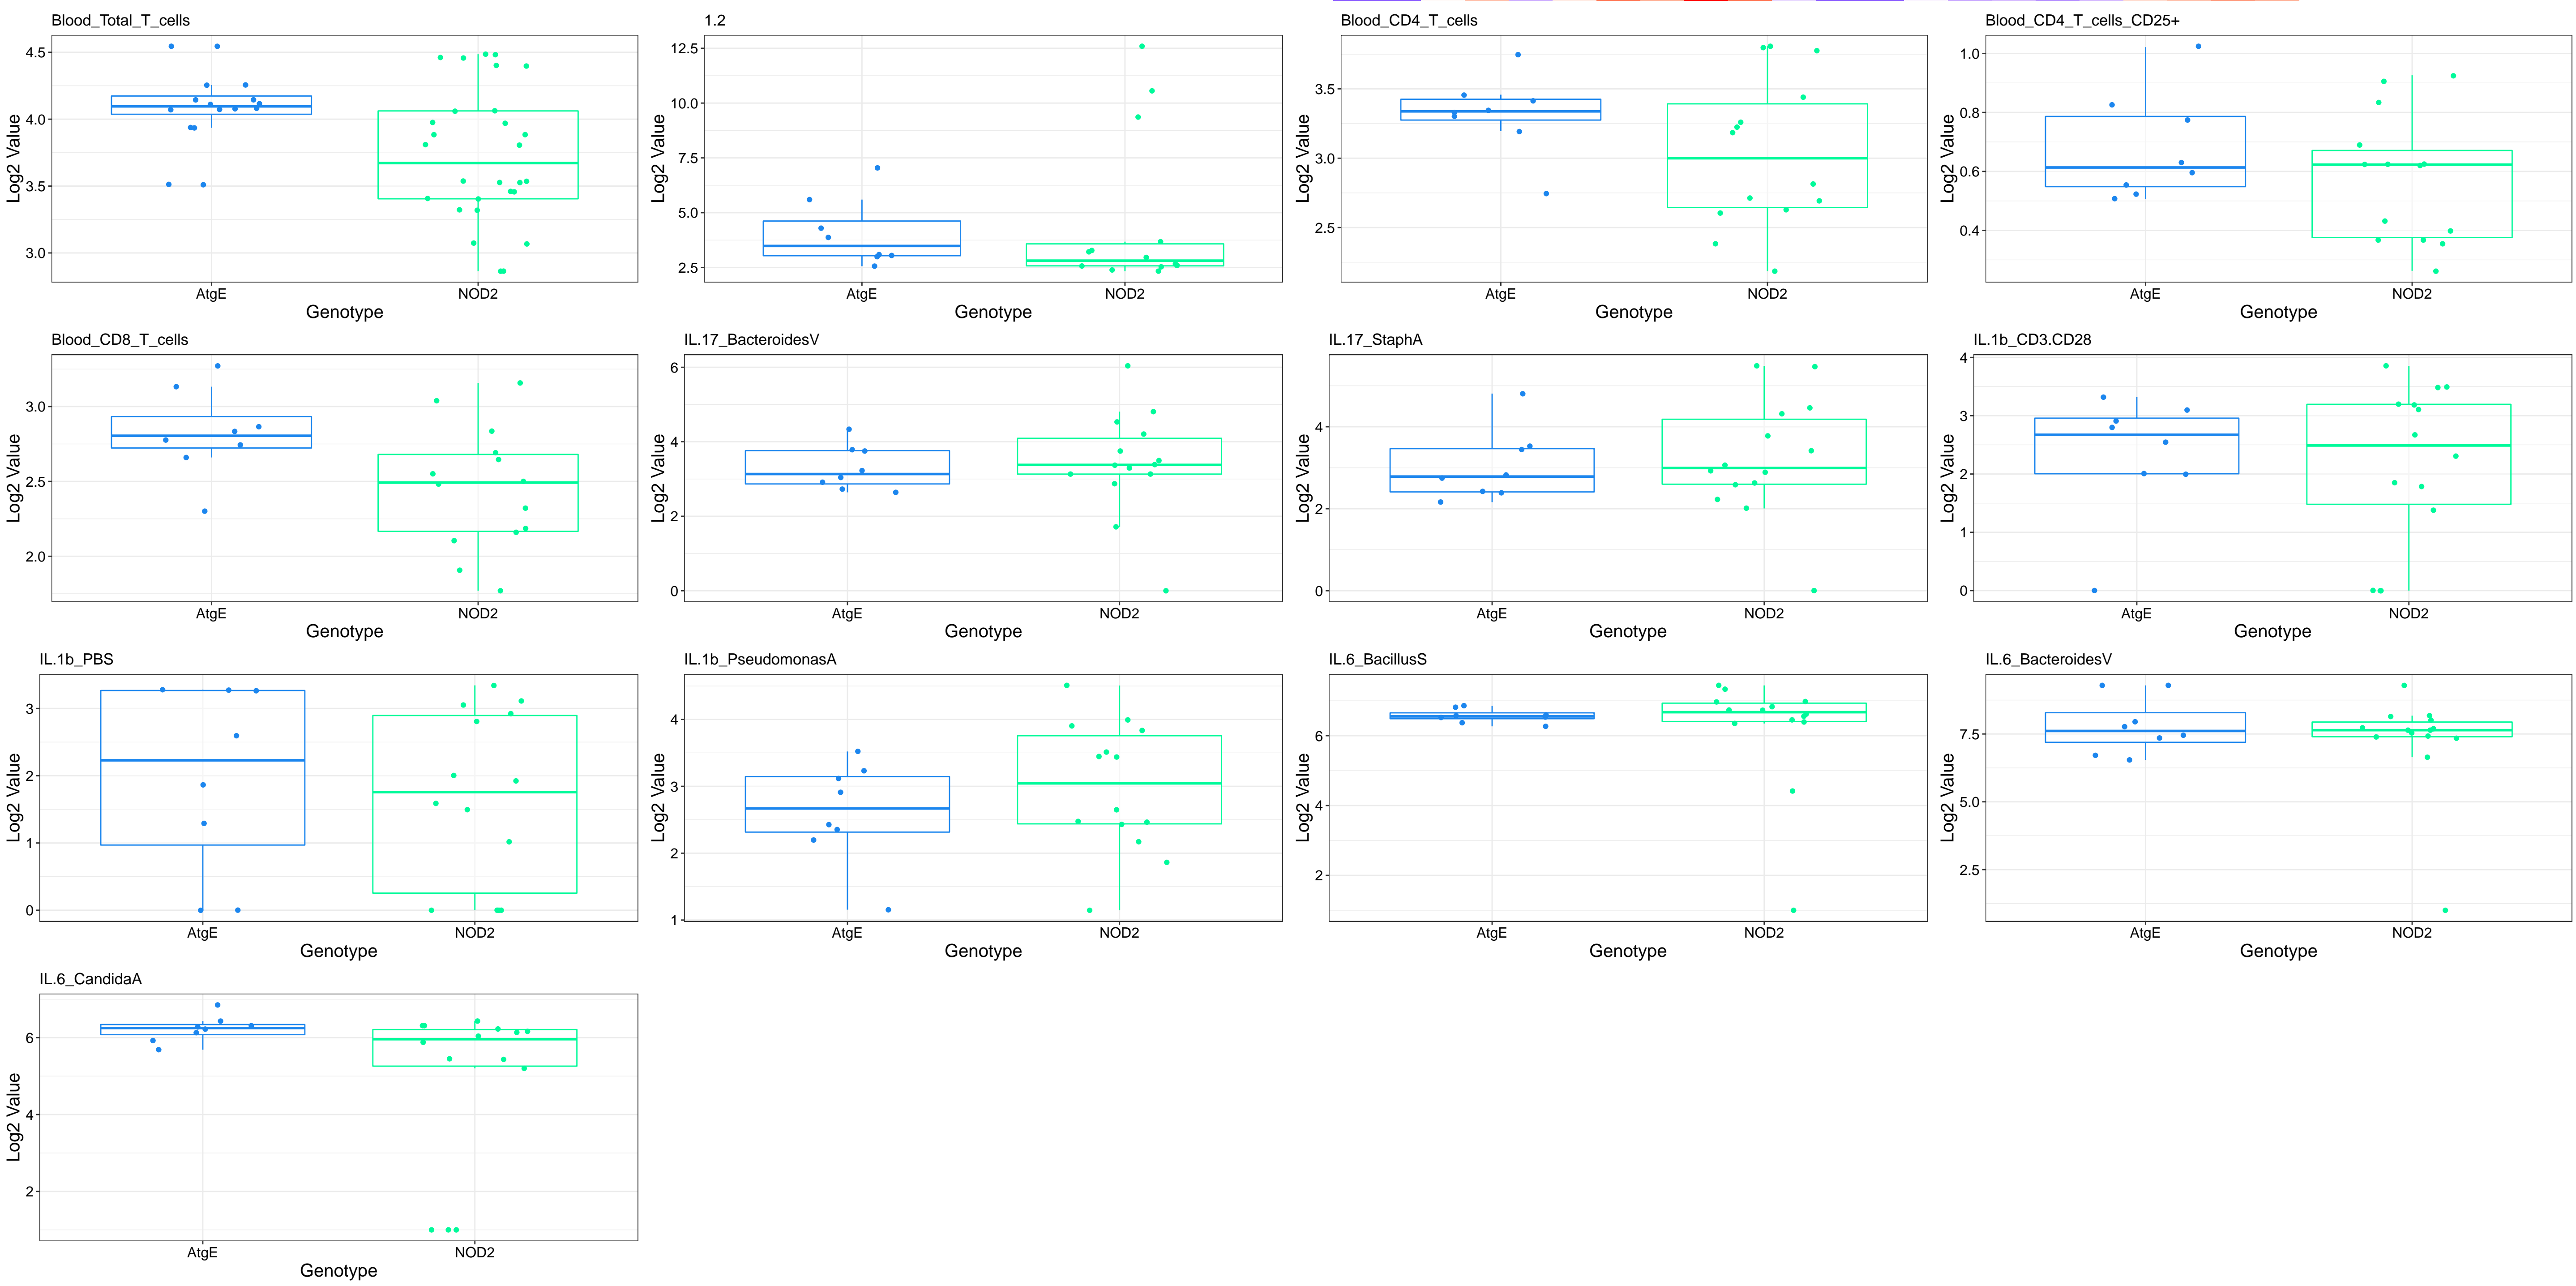 Blood_Total_T_cells
Log2 Value
4.5
4.0
3.5
3.0
AtgE
NOD2
Genotype
1.2
Log2 Value
12.5
10.0
7.5
5.0
2.5
AtgE
NOD2
Genotype
Blood_CD4_T_cells
Log2 Value
3.5
3.0
2.5
AtgE
NOD2
Genotype
Blood_CD4_T_cells_CD25+
Log2 Value
1.0
0.8
0.6
0.4
AtgE
NOD2
Genotype
Blood_CD8_T_cells
Log2 Value
3.0
2.5
2.0
AtgE
NOD2
Genotype
IL.17_BacteroidesV
Log2 Value
6
4
2
0
AtgE
NOD2
Genotype
IL.17_StaphA
Log2 Value
4
2
0
AtgE
NOD2
Genotype
IL.1b_CD3.CD28
Log2 Value
4
3
2
1
0
AtgE
NOD2
Genotype
IL.1b_PBS
Log2 Value
3
2
1
0
AtgE
NOD2
Genotype
IL.1b_PseudomonasA
Log2 Value
4
3
2
1
AtgE
NOD2
Genotype
IL.6_BacillusS
Log2 Value
6
4
2
AtgE
NOD2
Genotype
IL.6_BacteroidesV
Log2 Value
7.5
5.0
2.5
AtgE
NOD2
Genotype
IL.6_CandidaA
Log2 Value
6
4
2
AtgE
NOD2
Genotype